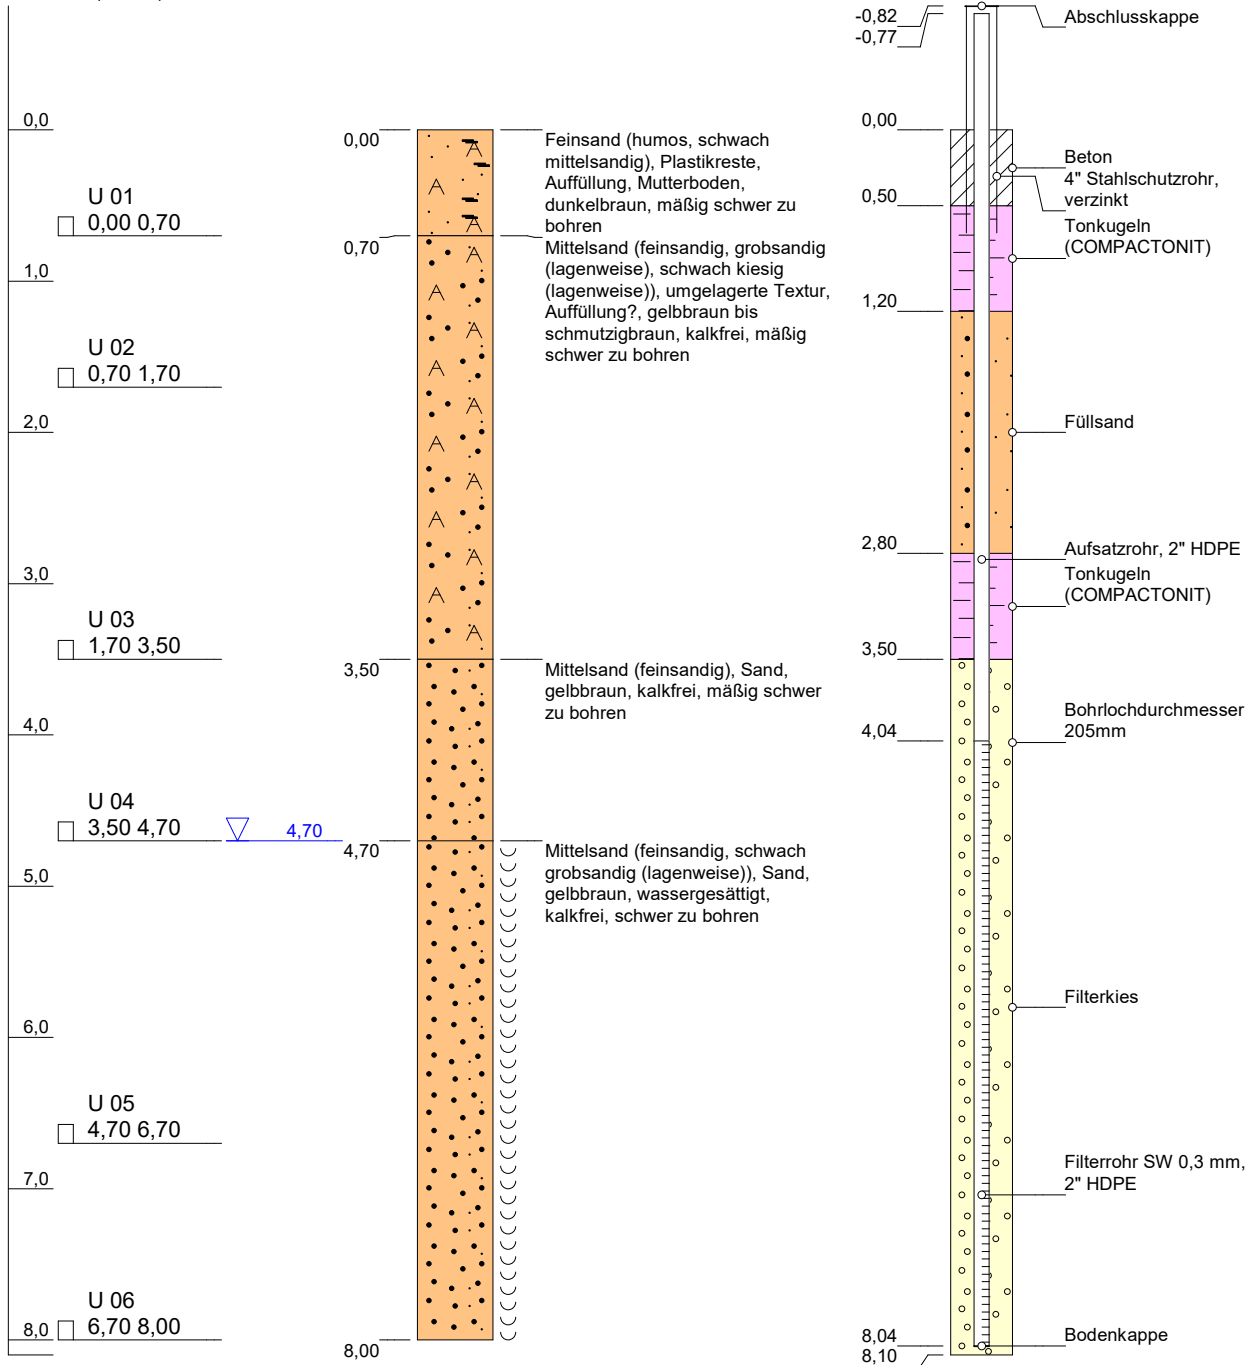 -0,82
-0,77
Abschlusskappe
0,0
1,0
2,0
3,0
4,0
5,0
6,0
7,0
8,0
U 01
0,00 0,70
U 02
0,70 1,70
U 03
1,70 3,50
U 04
3,50 4,70
U 05
4,70 6,70
U 06
6,70 8,00
4,70
0,00
Feinsand (humos, schwach
mittelsandig), Plastikreste,
Auffüllung, Mutterboden,
dunkelbraun, mäßig schwer zu
bohren
0,70
Mittelsand (feinsandig, grobsandig
(lagenweise), schwach kiesig
(lagenweise)), umgelagerte Textur,
Auffüllung?, gelbbraun bis
schmutzigbraun, kalkfrei, mäßig
schwer zu bohren
3,50
Mittelsand (feinsandig), Sand,
gelbbraun, kalkfrei, mäßig schwer
zu bohren
4,70
Mittelsand (feinsandig, schwach
grobsandig (lagenweise)), Sand,
gelbbraun, wassergesättigt,
kalkfrei, schwer zu bohren
8,00
0,00
0,50
1,20
2,80
3,50
4,04
8,04
8,10
Beton
4" Stahlschutzrohr,
verzinkt
Tonkugeln
(COMPACTONIT)
Füllsand
Aufsatzrohr, 2" HDPE
Tonkugeln
(COMPACTONIT)
Bohrlochdurchmesser
205mm
Filterkies
Filterrohr SW 0,3 mm,
2" HDPE
Bodenkappe